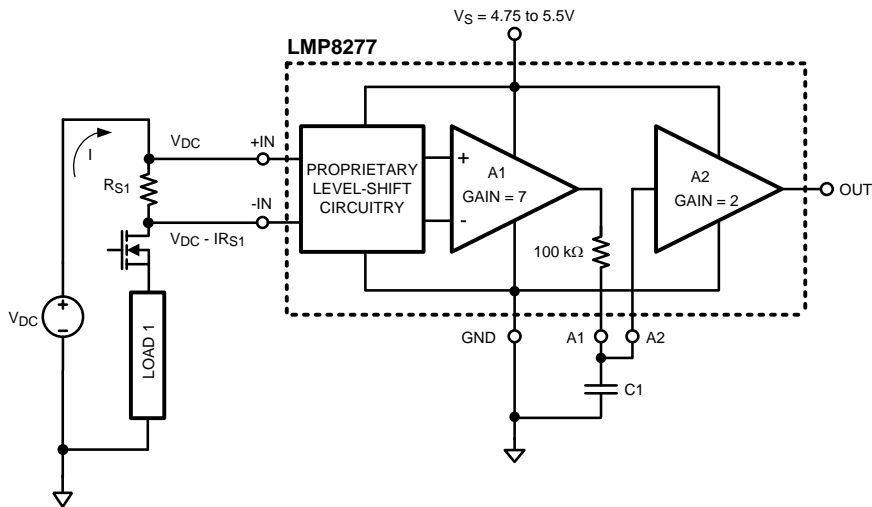 V_S = 4.75 to 5.5V
LMP8277
I
V_DC
+IN
R_S1
-IN
V_DC - IR_S1
PROPRIETARY
LEVEL-SHIFT
CIRCUITRY
+
-
A1
GAIN = 7
100 kΩ
A2
GAIN = 2
OUT
V_DC
+
-
LOAD 1
GND
A1
A2
C1